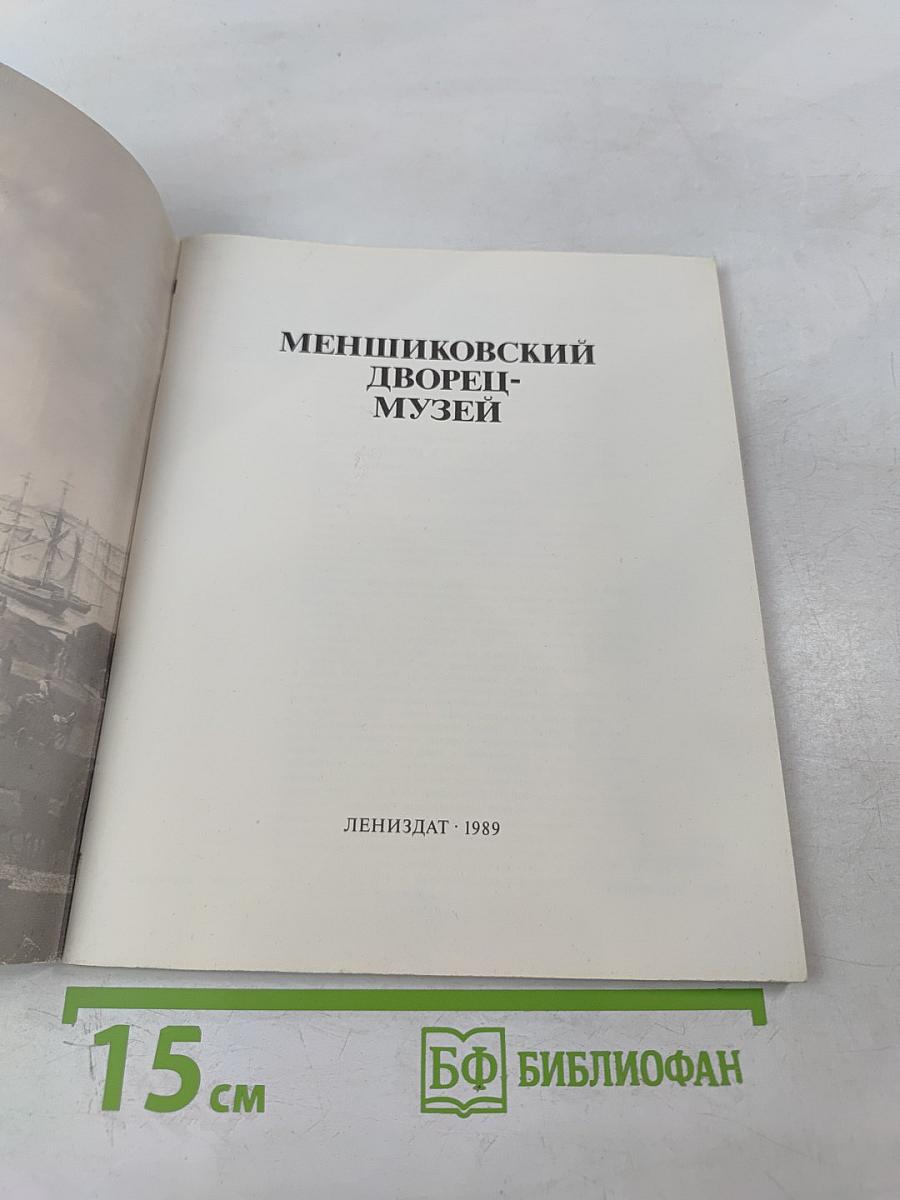 МЕНШИКОВСКИЙ
ДВОРЕЦ-
МУЗЕЙ
ЛЕНИЗДАТ · 1989
15 см
БФ БИБЛИОФАН